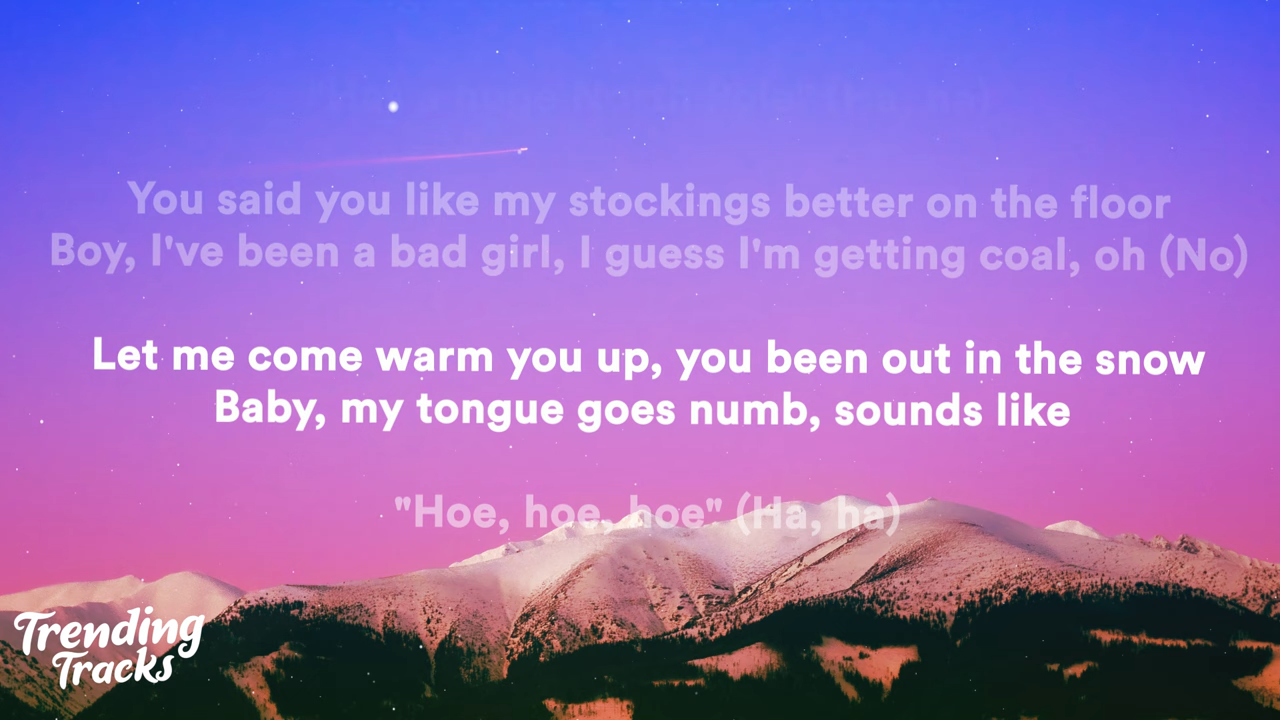 You said you like my stockings better on the floor
Boy, I've been a bad girl, I guess I'm getting coal, oh (No)
Let me come warm you up, you been out in the snow
Baby, my tongue goes numb, sounds like
"Hoe, hoe, hoe" (Ha, ha)
Trending
Tracks